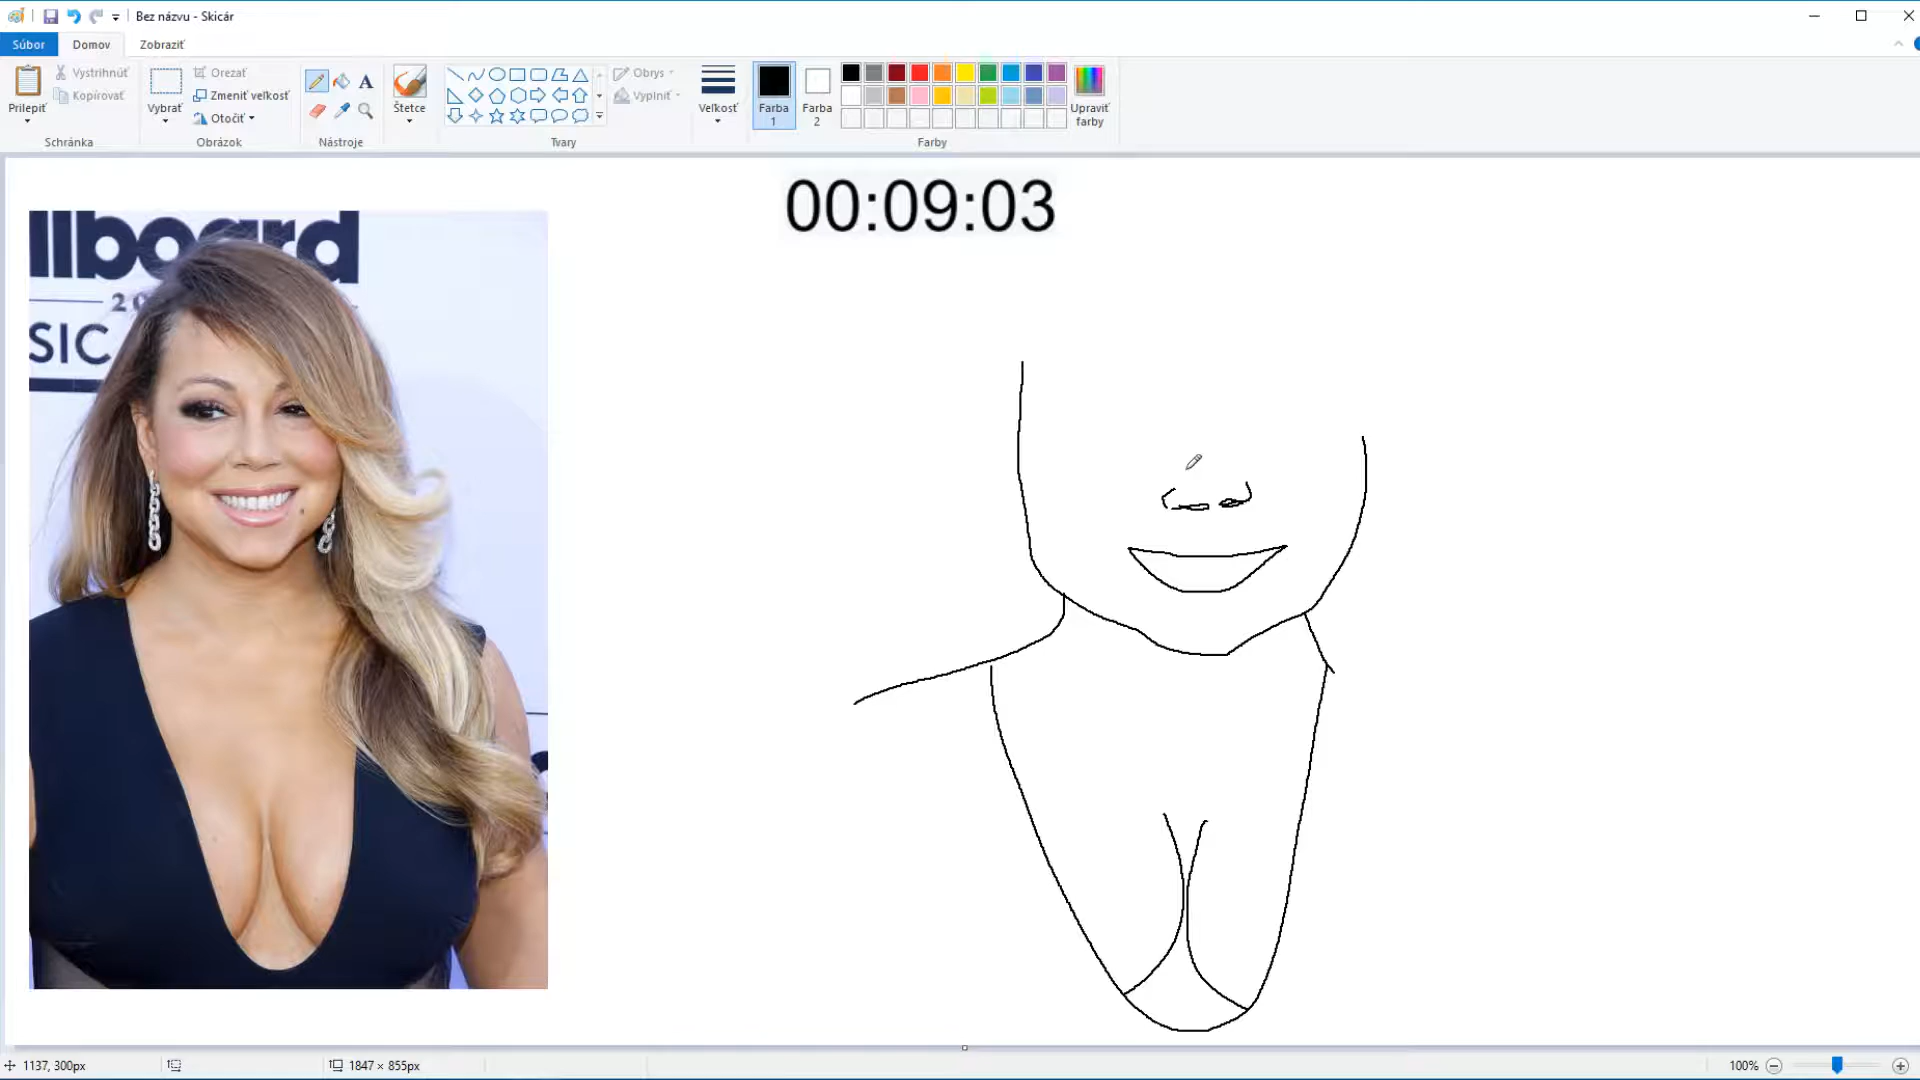 Bez názvu - Skicár
Súbor Domov Zobraziť
Prilepiť
Vystrihnúť
Kopírovať
Schránka
Vybrať
Orezať
Zmeniť veľkosť
Otočiť
Obrázok
A
Nástroje
Štetce
Obrys
Vyplniť
Tvary
Veľkosť
Farba
1
Farba
2
Upraviť
farby
Farby
00:09:03
llboard
20
SIC
1137, 300px
1847 × 855px
100%